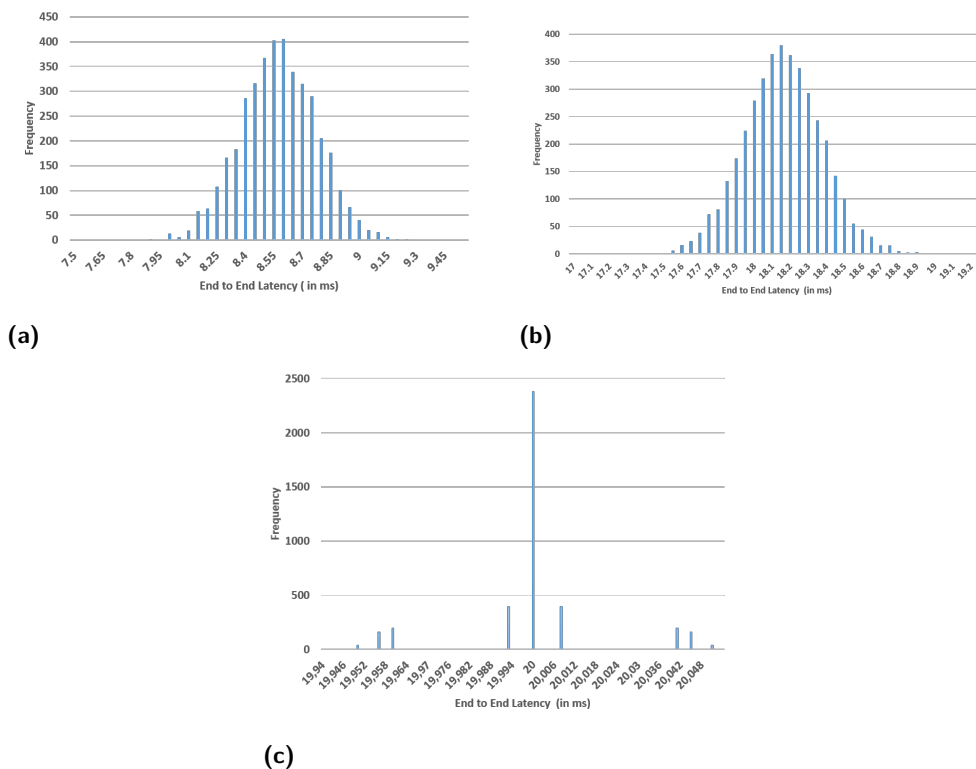 450
400
350
300
250
200
150
100
50
0
Frequency
7.5 7.65 7.8 7.95 8.1 8.25 8.4 8.55 8.7 8.85 9 9.15 9.3 9.45
End to End Latency ( in ms)
(a)
400
350
300
250
200
150
100
50
0
Frequency
17 17.1 17.2 17.3 17.4 17.5 17.6 17.7 17.8 17.9 18 18.1 18.2 18.3 18.4 18.5 18.6 18.7 18.8 18.9 19 19.1 19.2
End to End Latency (in ms)
(b)
2500
2000
1500
1000
500
0
Frequency
19,94 19,946 19,952 19,958 19,964 19,97 19,976 19,982 19,988 19,994 20 20,006 20,012 20,018 20,024 20,03 20,036 20,042 20,048
End to End Latency (in ms)
(c)